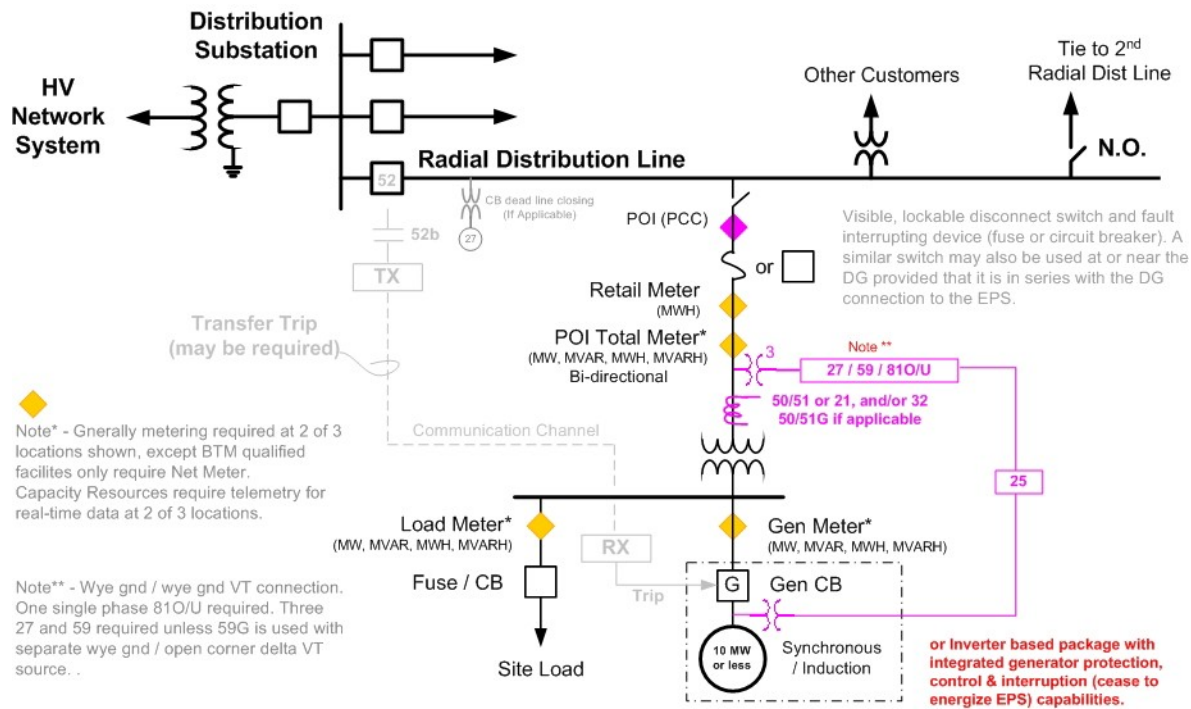 Distribution
Substation
HV
Network
System
Tie to 2nd
Radial Dist Line
Other Customers
N.O.
Radial Distribution Line
52
CB dead line closing
(If Applicable)
27
52b
TX
POI (PCC)
or
Visible, lockable disconnect switch and fault
interrupting device (fuse or circuit breaker). A
similar switch may also be used at or near the
DG provided that it is in series with the DG
connection to the EPS.
Retail Meter
(MWH)
Transfer Trip
(may be required)
POI Total Meter*
(MW, MVAR, MWH, MVARH)
Bi-directional
3
Note **
27 / 59 / 81O/U
50/51 or 21, and/or 32
50/51G if applicable
Note* - Gnerally metering required at 2 of 3
locations shown, except BTM qualified
facilites only require Net Meter.
Capacity Resources require telemetry for
real-time data at 2 of 3 locations.
Communication Channel
25
Load Meter*
(MW, MVAR, MWH, MVARH)
RX
Gen Meter*
(MW, MVAR, MWH, MVARH)
Fuse / CB
Trip
G
Gen CB
Note** - Wye gnd / wye gnd VT connection.
One single phase 81O/U required. Three
27 and 59 required unless 59G is used with
separate wye gnd / open corner delta VT
source. .
Site Load
10 MW
or less
Synchronous
/ Induction
or Inverter based package with
integrated generator protection,
control & interruption (cease to
energize EPS) capabilities.